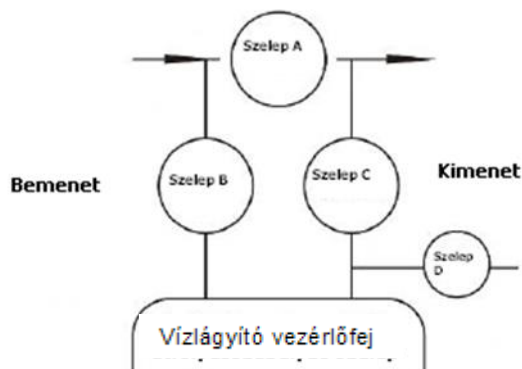 Szelep A
Bemenet
Szelep B
Szelep C
Kimenet
Szelep
D
Vízlágyító vezérlőfej